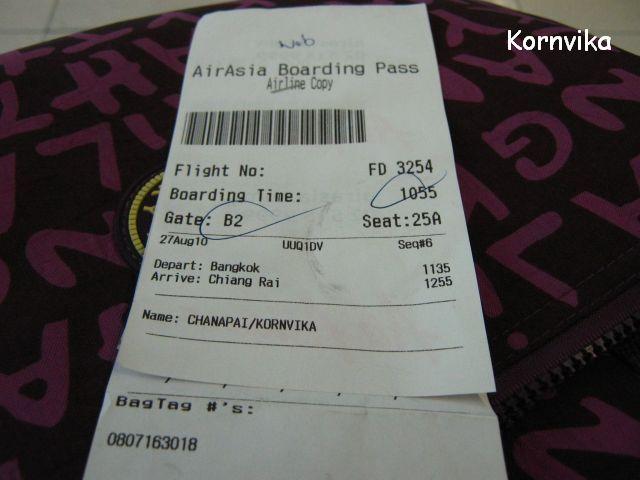 Kornvika
AirAsia Boarding Pass
Airline Copy
Flight No: FD 3254
Boarding Time: 1055
Gate: B2 Seat:25A
27Aug10 UUQ1DV Seq#6
Depart: Bangkok 1135
Arrive: Chiang Rai 1255
Name: CHANAPAI/KORNVIKA
BagTag #'s:
0807163018